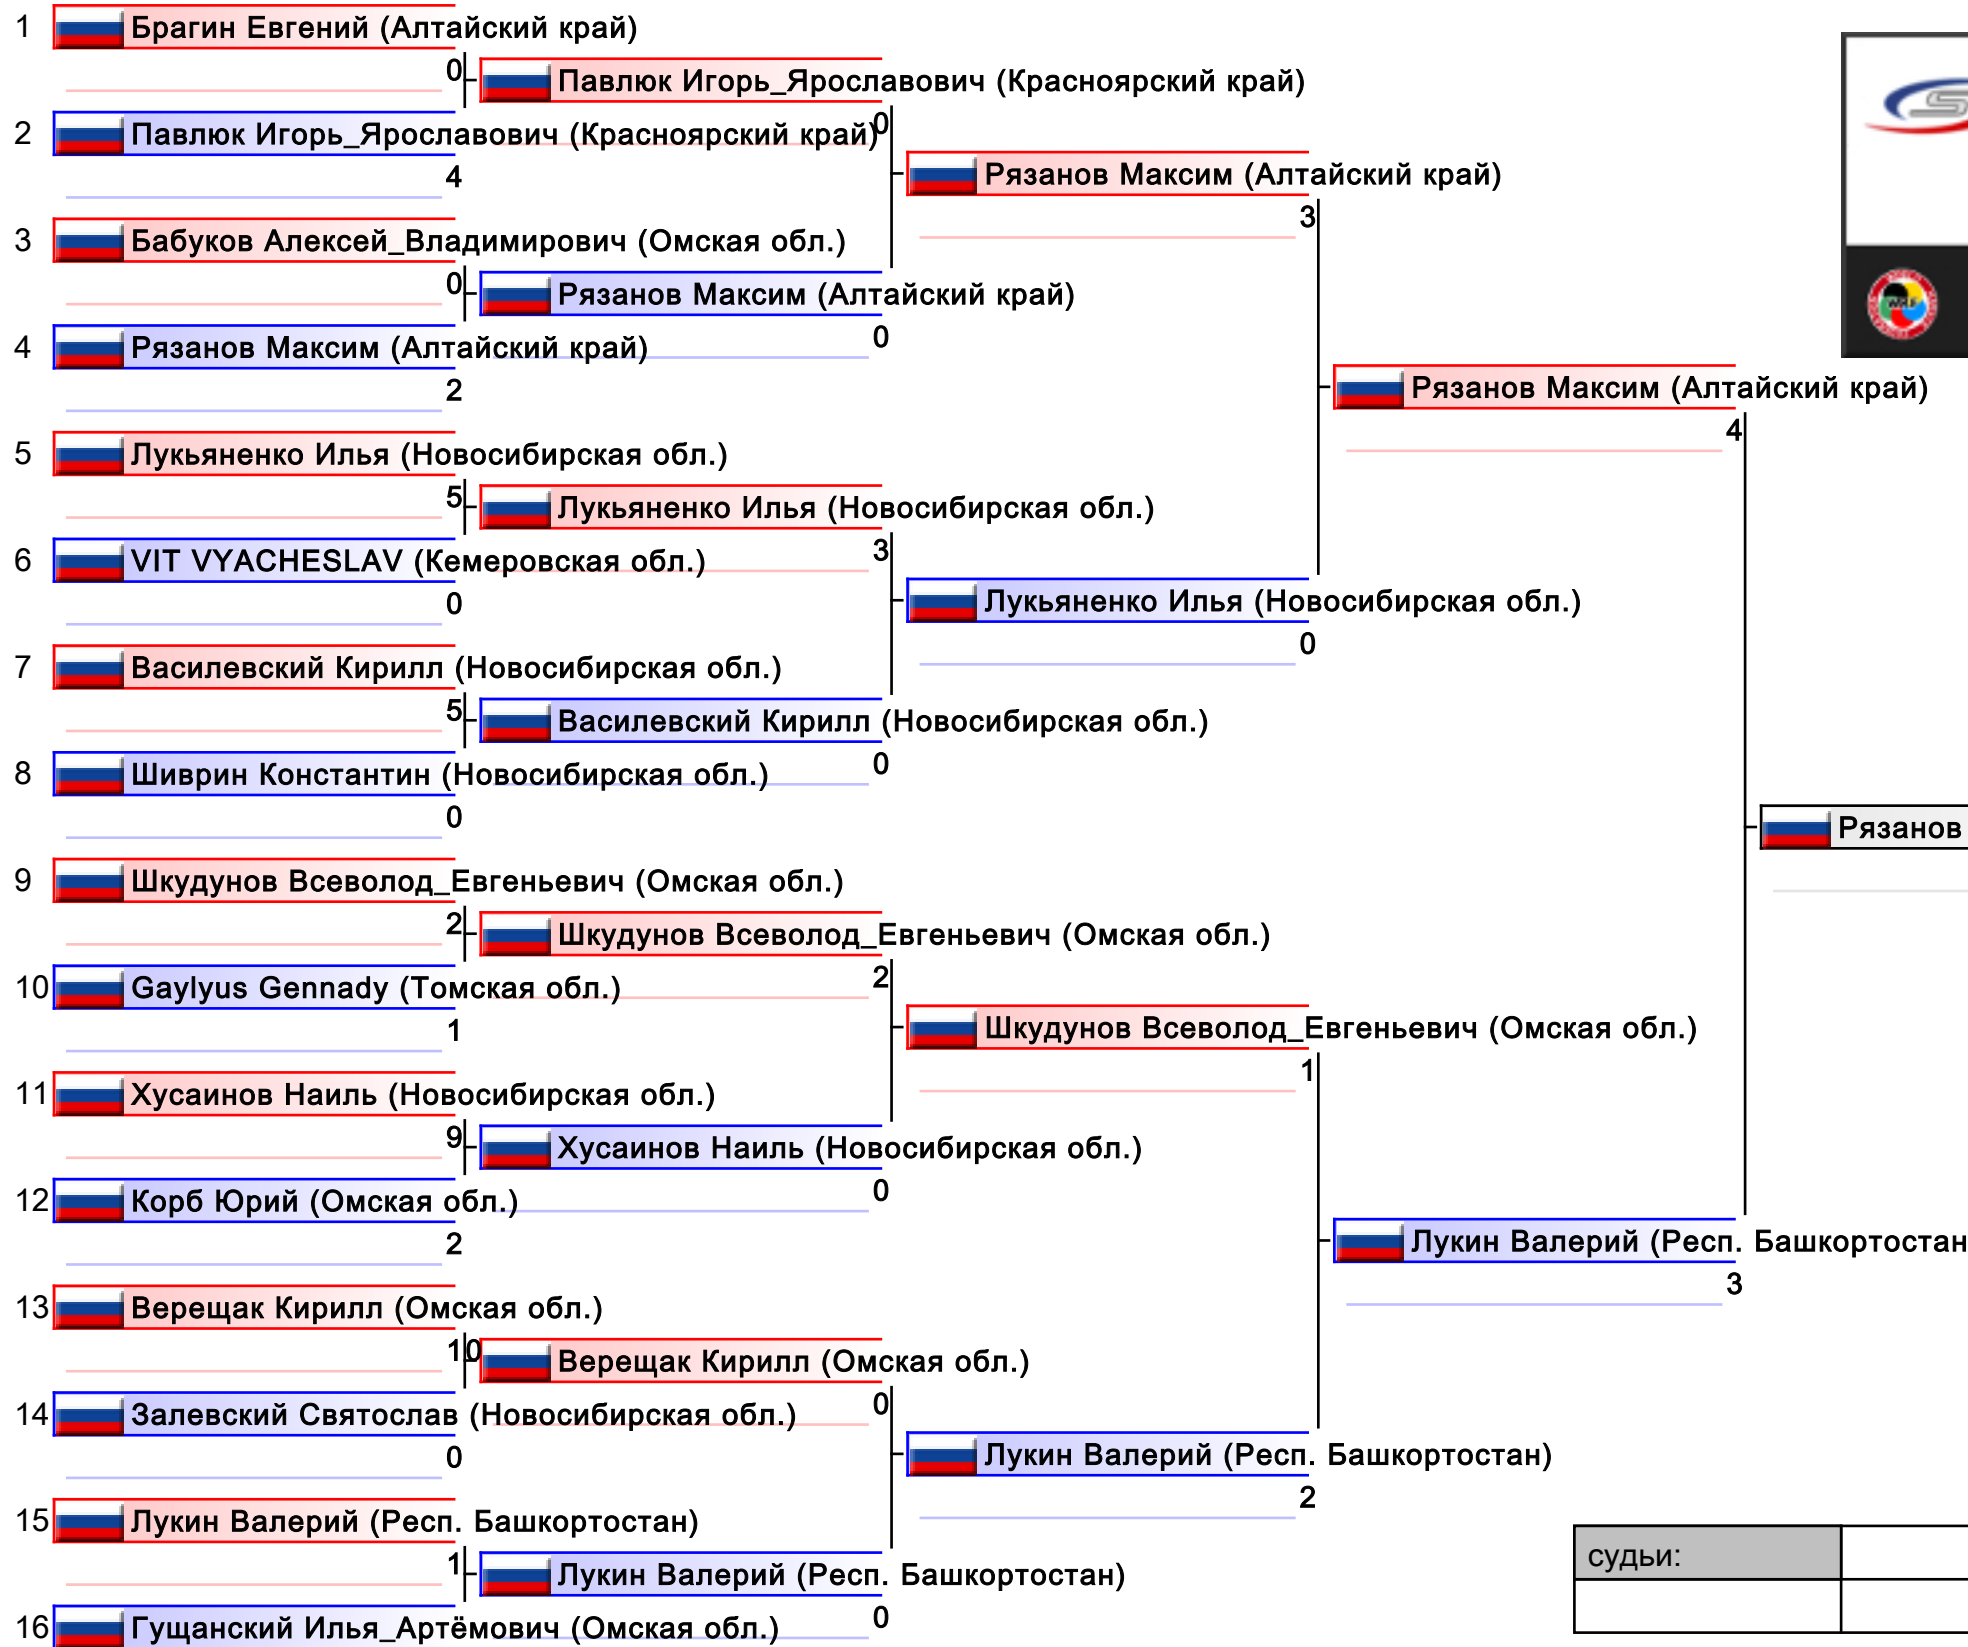 1 Брагин Евгений (Алтайский край)
0 Павлюк Игорь_Ярославович (Красноярский край)
2 Павлюк Игорь_Ярославович (Красноярский край) 0
4 Рязанов Максим (Алтайский край)
3
3 Бабуков Алексей_Владимирович (Омская обл.)
0 Рязанов Максим (Алтайский край)
0
4 Рязанов Максим (Алтайский край)
2 Рязанов Максим (Алтайский край)
4
5 Лукьяненко Илья (Новосибирская обл.)
5 Лукьяненко Илья (Новосибирская обл.)
3
6 VIT VYACHESLAV (Кемеровская обл.)
0 Лукьяненко Илья (Новосибирская обл.)
0
7 Василевский Кирилл (Новосибирская обл.)
5 Василевский Кирилл (Новосибирская обл.)
0
8 Шиврин Константин (Новосибирская обл.)
0 Рязанов
9 Шкудунов Всеволод_Евгеньевич (Омская обл.)
2 Шкудунов Всеволод_Евгеньевич (Омская обл.)
2
10 Gaylyus Gennady (Томская обл.)
1 Шкудунов Всеволод_Евгеньевич (Омская обл.)
1
11 Хусаинов Наиль (Новосибирская обл.)
9 Хусаинов Наиль (Новосибирская обл.)
0
12 Корб Юрий (Омская обл.)
2 Лукин Валерий (Респ. Башкортостан
3
13 Верещак Кирилл (Омская обл.)
10 Верещак Кирилл (Омская обл.)
0
14 Залевский Святослав (Новосибирская обл.)
0 Лукин Валерий (Респ. Башкортостан)
2
15 Лукин Валерий (Респ. Башкортостан)
1 Лукин Валерий (Респ. Башкортостан)
0
судьи:
16 Гущанский Илья_Артёмович (Омская обл.)